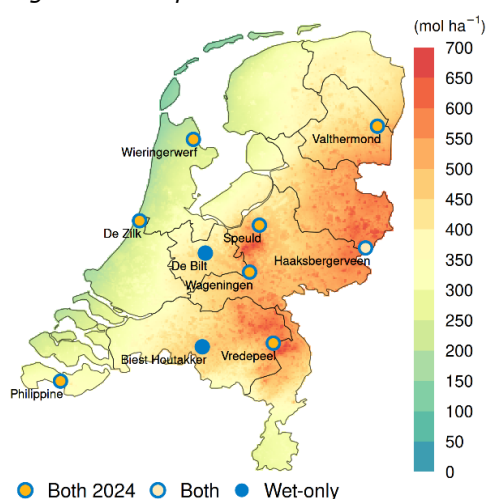 (mol ha⁻¹)
700
650
600
550
500
450
400
350
300
250
200
150
100
50
0
Valthermond
Wieringerwerf
De Zilk
Speuld
De Bilt
Haaksbergerveen
Wageningen
Biest Houtakker
Vredepeel
Philippine
Both 2024 Both Wet-only